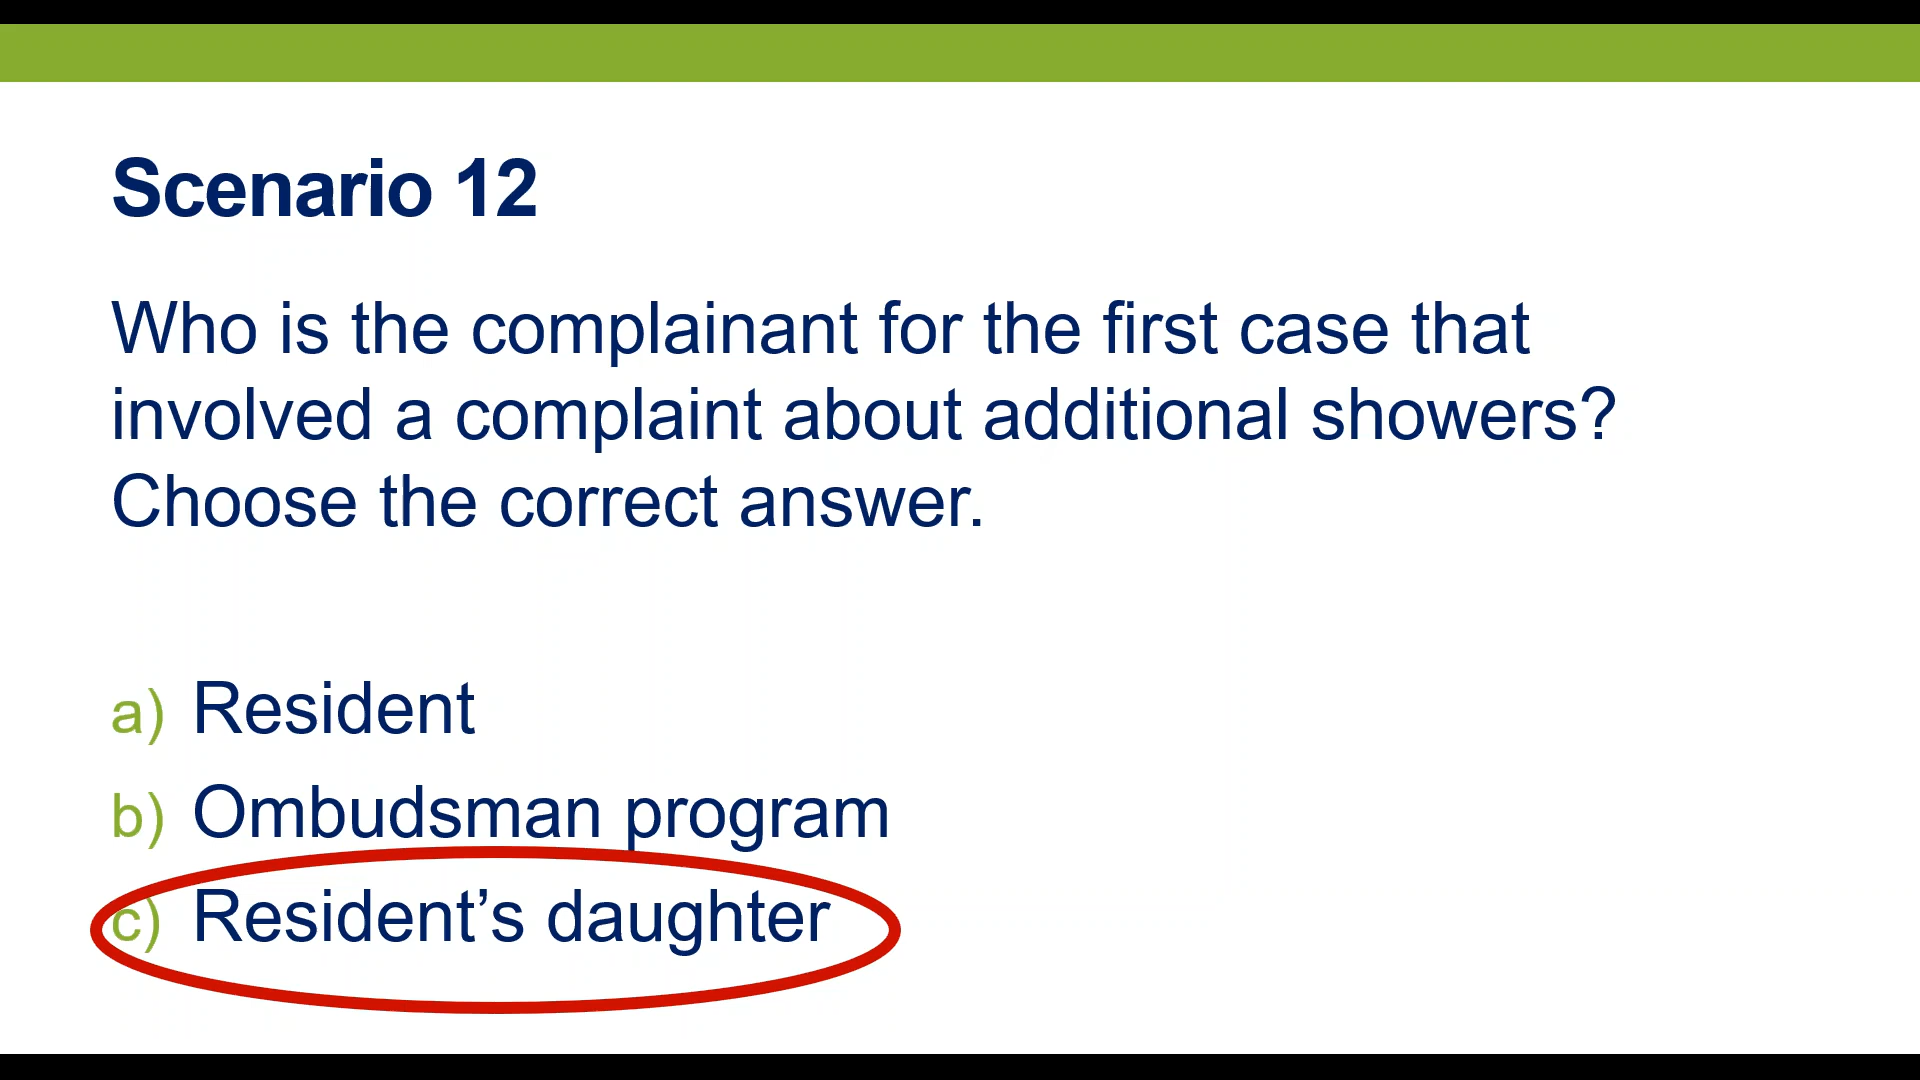 Scenario 12
Who is the complainant for the first case that
involved a complaint about additional showers?
Choose the correct answer.
a) Resident
b) Ombudsman program
c) Resident’s daughter